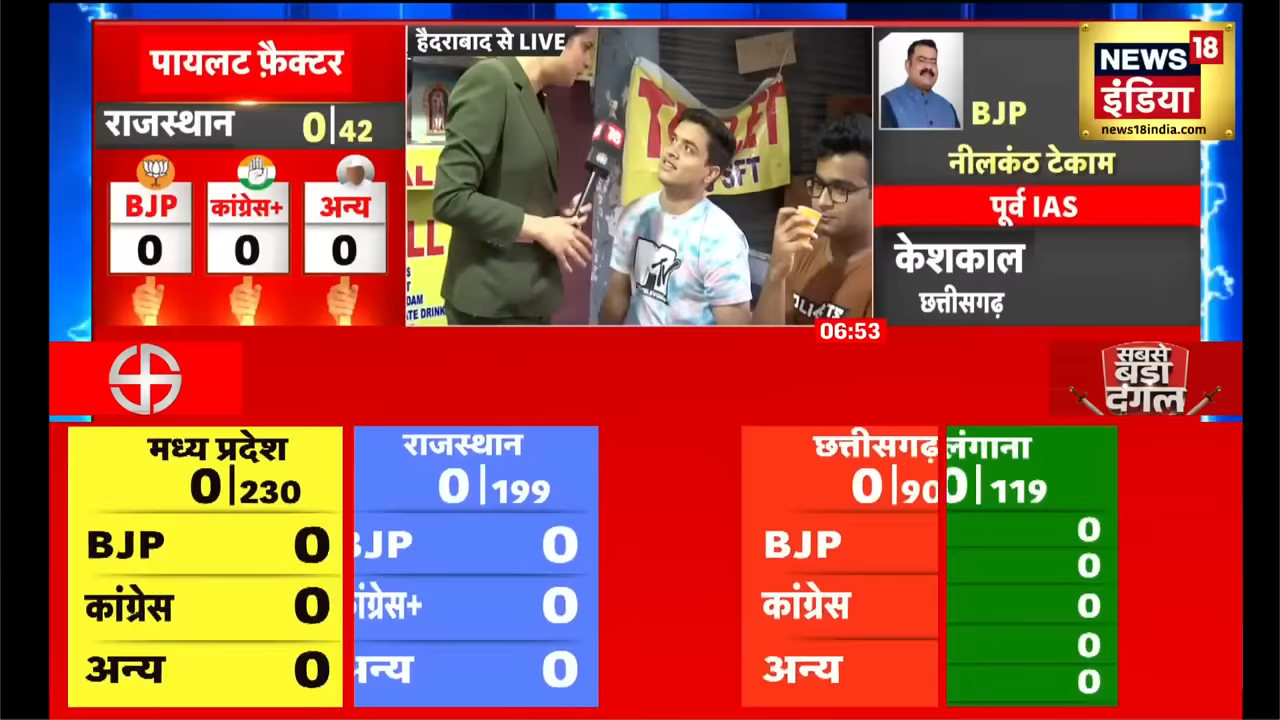 पायलट फ़ैक्टर
राजस्थान 0|42
BJP कांग्रेस+ अन्य
0 0 0
हैदराबाद से LIVE
18
MTV
BJP
नीलकंठ टेकाम
पूर्व IAS
केशकाल
छत्तीसगढ़
NEWS 18
इंडिया
news18india.com
06:53
सबसे
बड़ा
दंगल
मध्य प्रदेश
0|230
BJP 0
कांग्रेस 0
अन्य 0
राजस्थान
0|199
BJP 0
कांग्रेस+ 0
अन्य 0
छत्तीसगढ़
0|90
BJP
कांग्रेस
अन्य
लंगाना
0|119
0
0
0
0
0